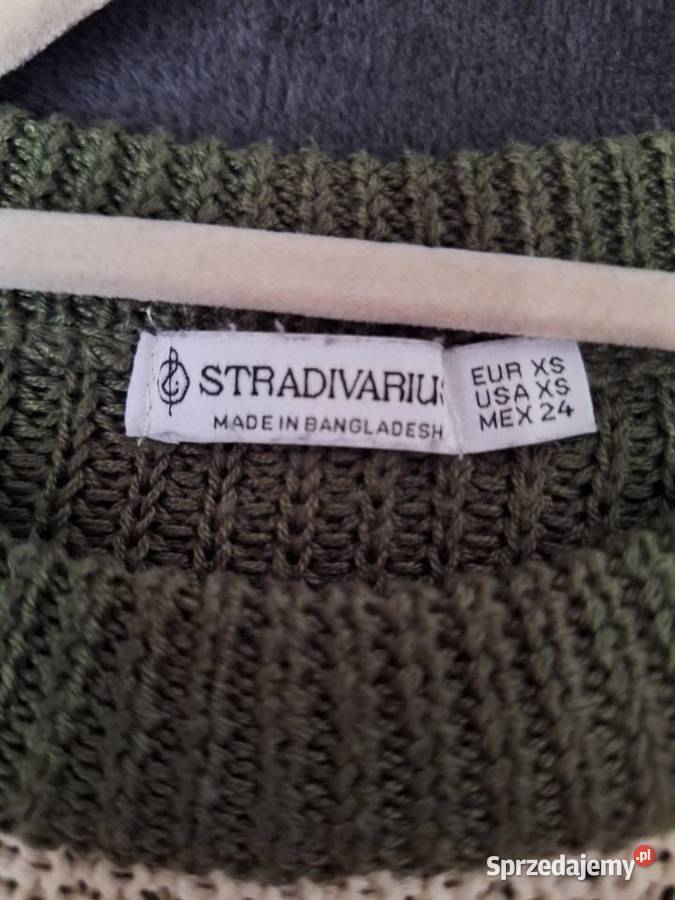 STRADIVARIUS
MADE IN BANGLADESH
EUR XS
USA XS
MEX 24
Sprzedajemy.pl